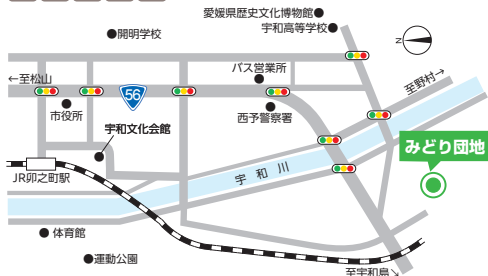 愛媛県歴史文化博物館
宇和高等学校
開明学校
N
バス営業所
←至松山
至野村→
56
市役所
西予警察署
宇和文化会館
みどり団地
宇和川
JR卯之町駅
体育館
運動公園
至宇和島↘